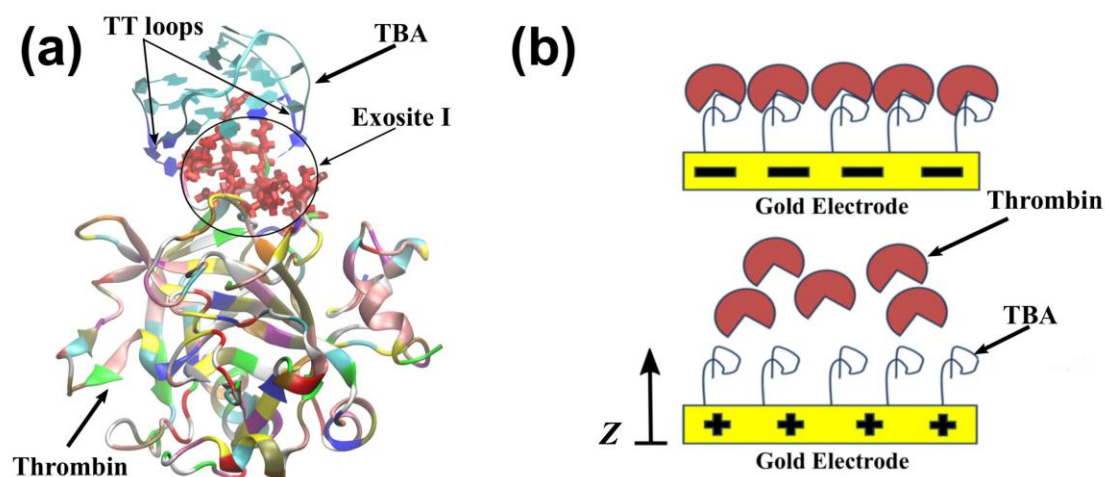 (a)
TT loops
TBA
Exosite I
Thrombin
(b)
Gold Electrode
Thrombin
TBA
Z
Gold Electrode